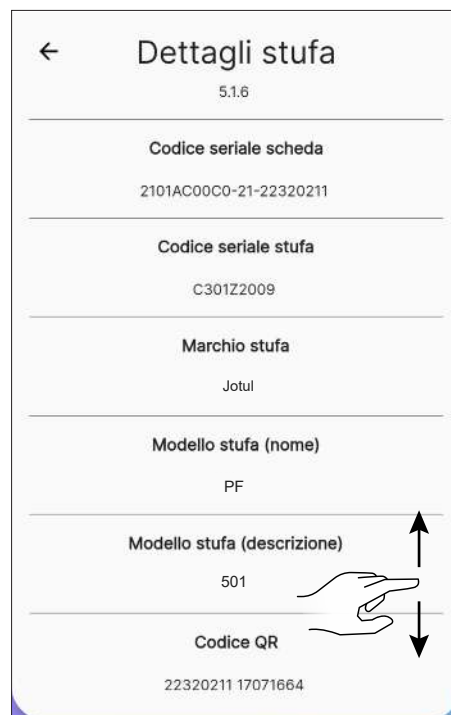 Dettagli stufa
5.1.6
Codice seriale scheda
2101AC00C0-21-22320211
Codice seriale stufa
C301Z2009
Marchio stufa
Jotul
Modello stufa (nome)
PF
Modello stufa (descrizione)
501
Codice QR
22320211 17071664